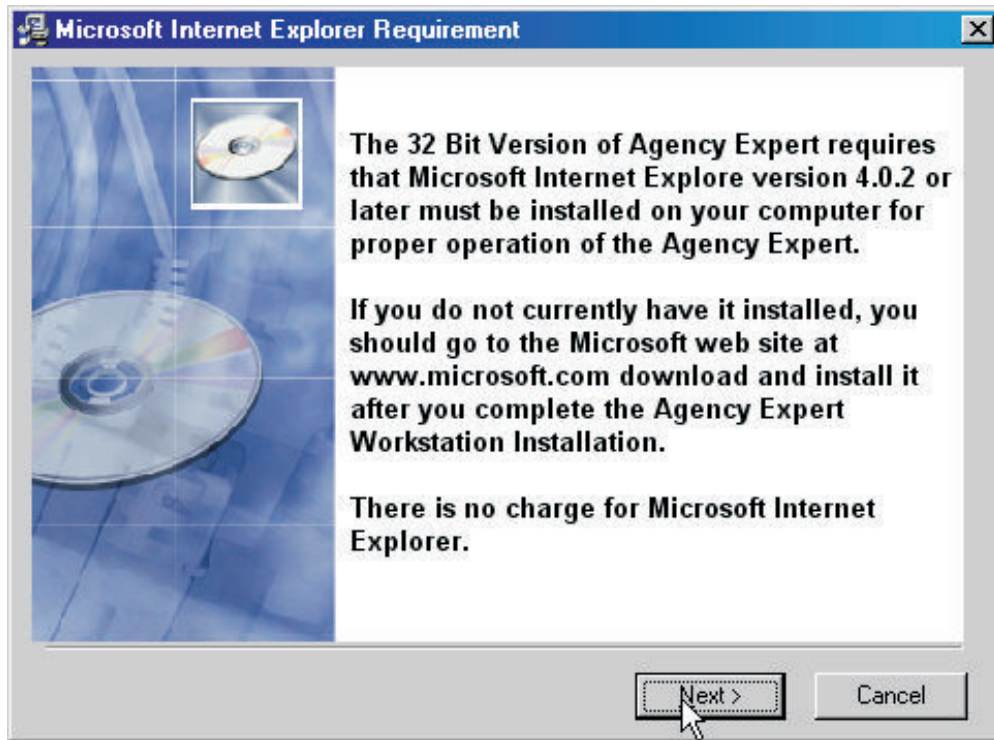 Microsoft Internet Explorer Requirement
The 32 Bit Version of Agency Expert requires
that Microsoft Internet Explore version 4.0.2 or
later must be installed on your computer for
proper operation of the Agency Expert.
If you do not currently have it installed, you
should go to the Microsoft web site at
www.microsoft.com download and install it
after you complete the Agency Expert
Workstation Installation.
There is no charge for Microsoft Internet
Explorer.
Next >
Cancel